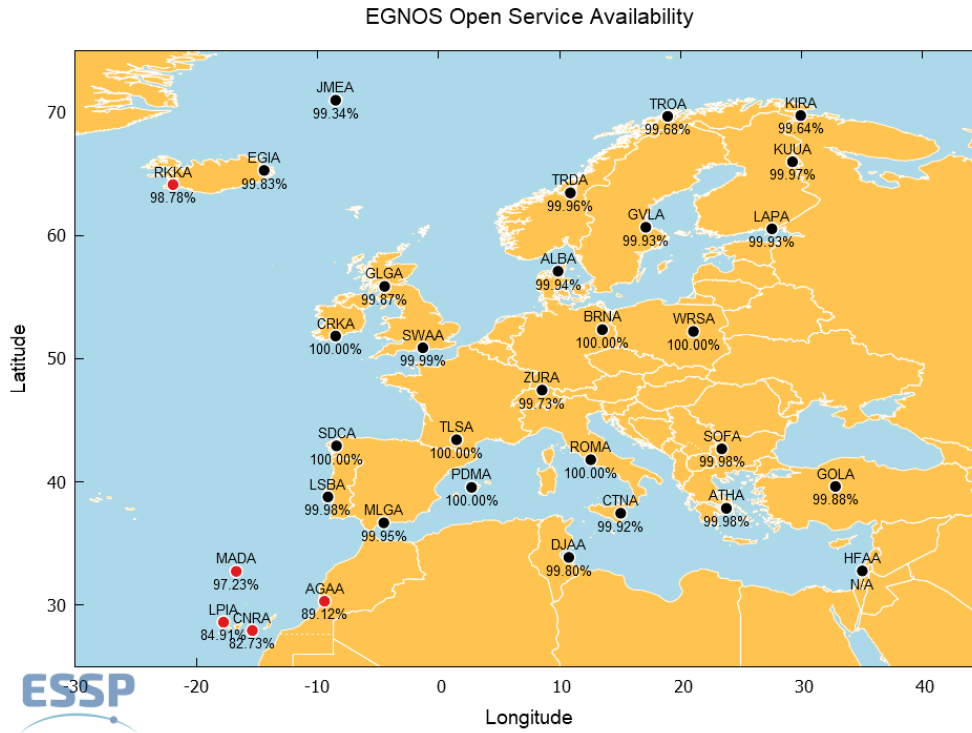 EGNOS Open Service Availability
JMEA
99.34%
TROA
99.68%
KIRA
99.64%
KUUA
99.97%
EGIA
99.83%
RKKA
98.78%
TRDA
99.96%
GVLA
99.93%
LAPA
99.93%
ALBA
99.94%
GLGA
99.87%
CRKA
100.00%
SWAA
99.99%
BRNA
100.00%
WRSA
100.00%
ZURA
99.73%
SDCA
100.00%
TLSA
100.00%
ROMA
100.00%
SOFA
99.98%
LSBA
99.98%
PDMA
100.00%
GOLA
99.88%
MLGA
99.95%
CTNA
99.92%
ATHA
99.98%
DJAA
99.80%
HFAA
N/A
MADA
97.23%
AGAA
89.12%
LPIA
84.91%
CNRA
82.73%
70
60
50
40
30
Latitude
-30 -20 -10 0 10 20 30 40
Longitude
ESSP